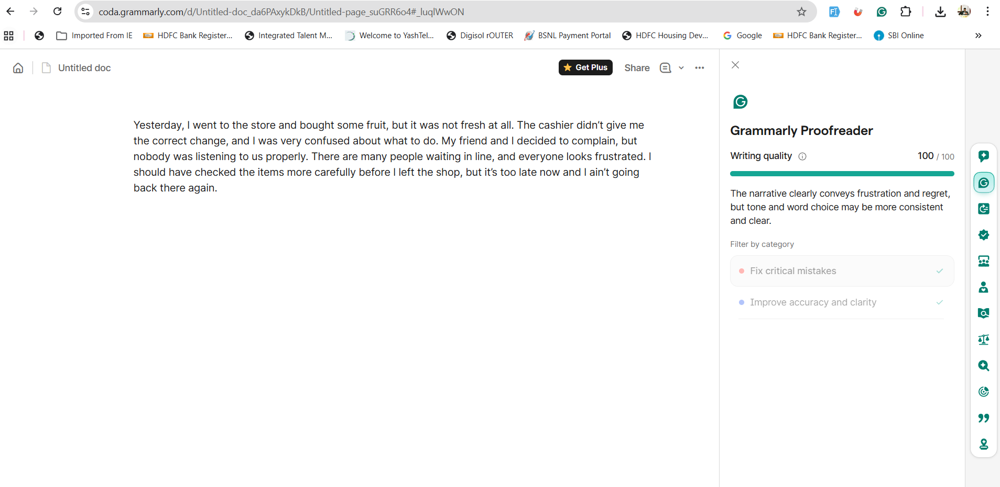 coda.grammarly.com/d/Untitled-doc_da6PAxykDkB/Untitled-page_suGRR6o4#_luqlWwON
Imported From IE
HDFC Bank Register...
Integrated Talent M...
Welcome to YashTel...
Digisol rOUTER
BSNL Payment Portal
HDFC Housing Dev...
Google
HDFC Bank Register...
SBI Online
Untitled doc
Get Plus
Share
Yesterday, I went to the store and bought some fruit, but it was not fresh at all. The cashier didn’t give me
the correct change, and I was very confused about what to do. My friend and I decided to complain, but
nobody was listening to us properly. There are many people waiting in line, and everyone looks frustrated. I
should have checked the items more carefully before I left the shop, but it’s too late now and I ain’t going
back there again.
Grammarly Proofreader
Writing quality
100 / 100
The narrative clearly conveys frustration and regret,
but tone and word choice may be more consistent
and clear.
Filter by category
Fix critical mistakes
Improve accuracy and clarity